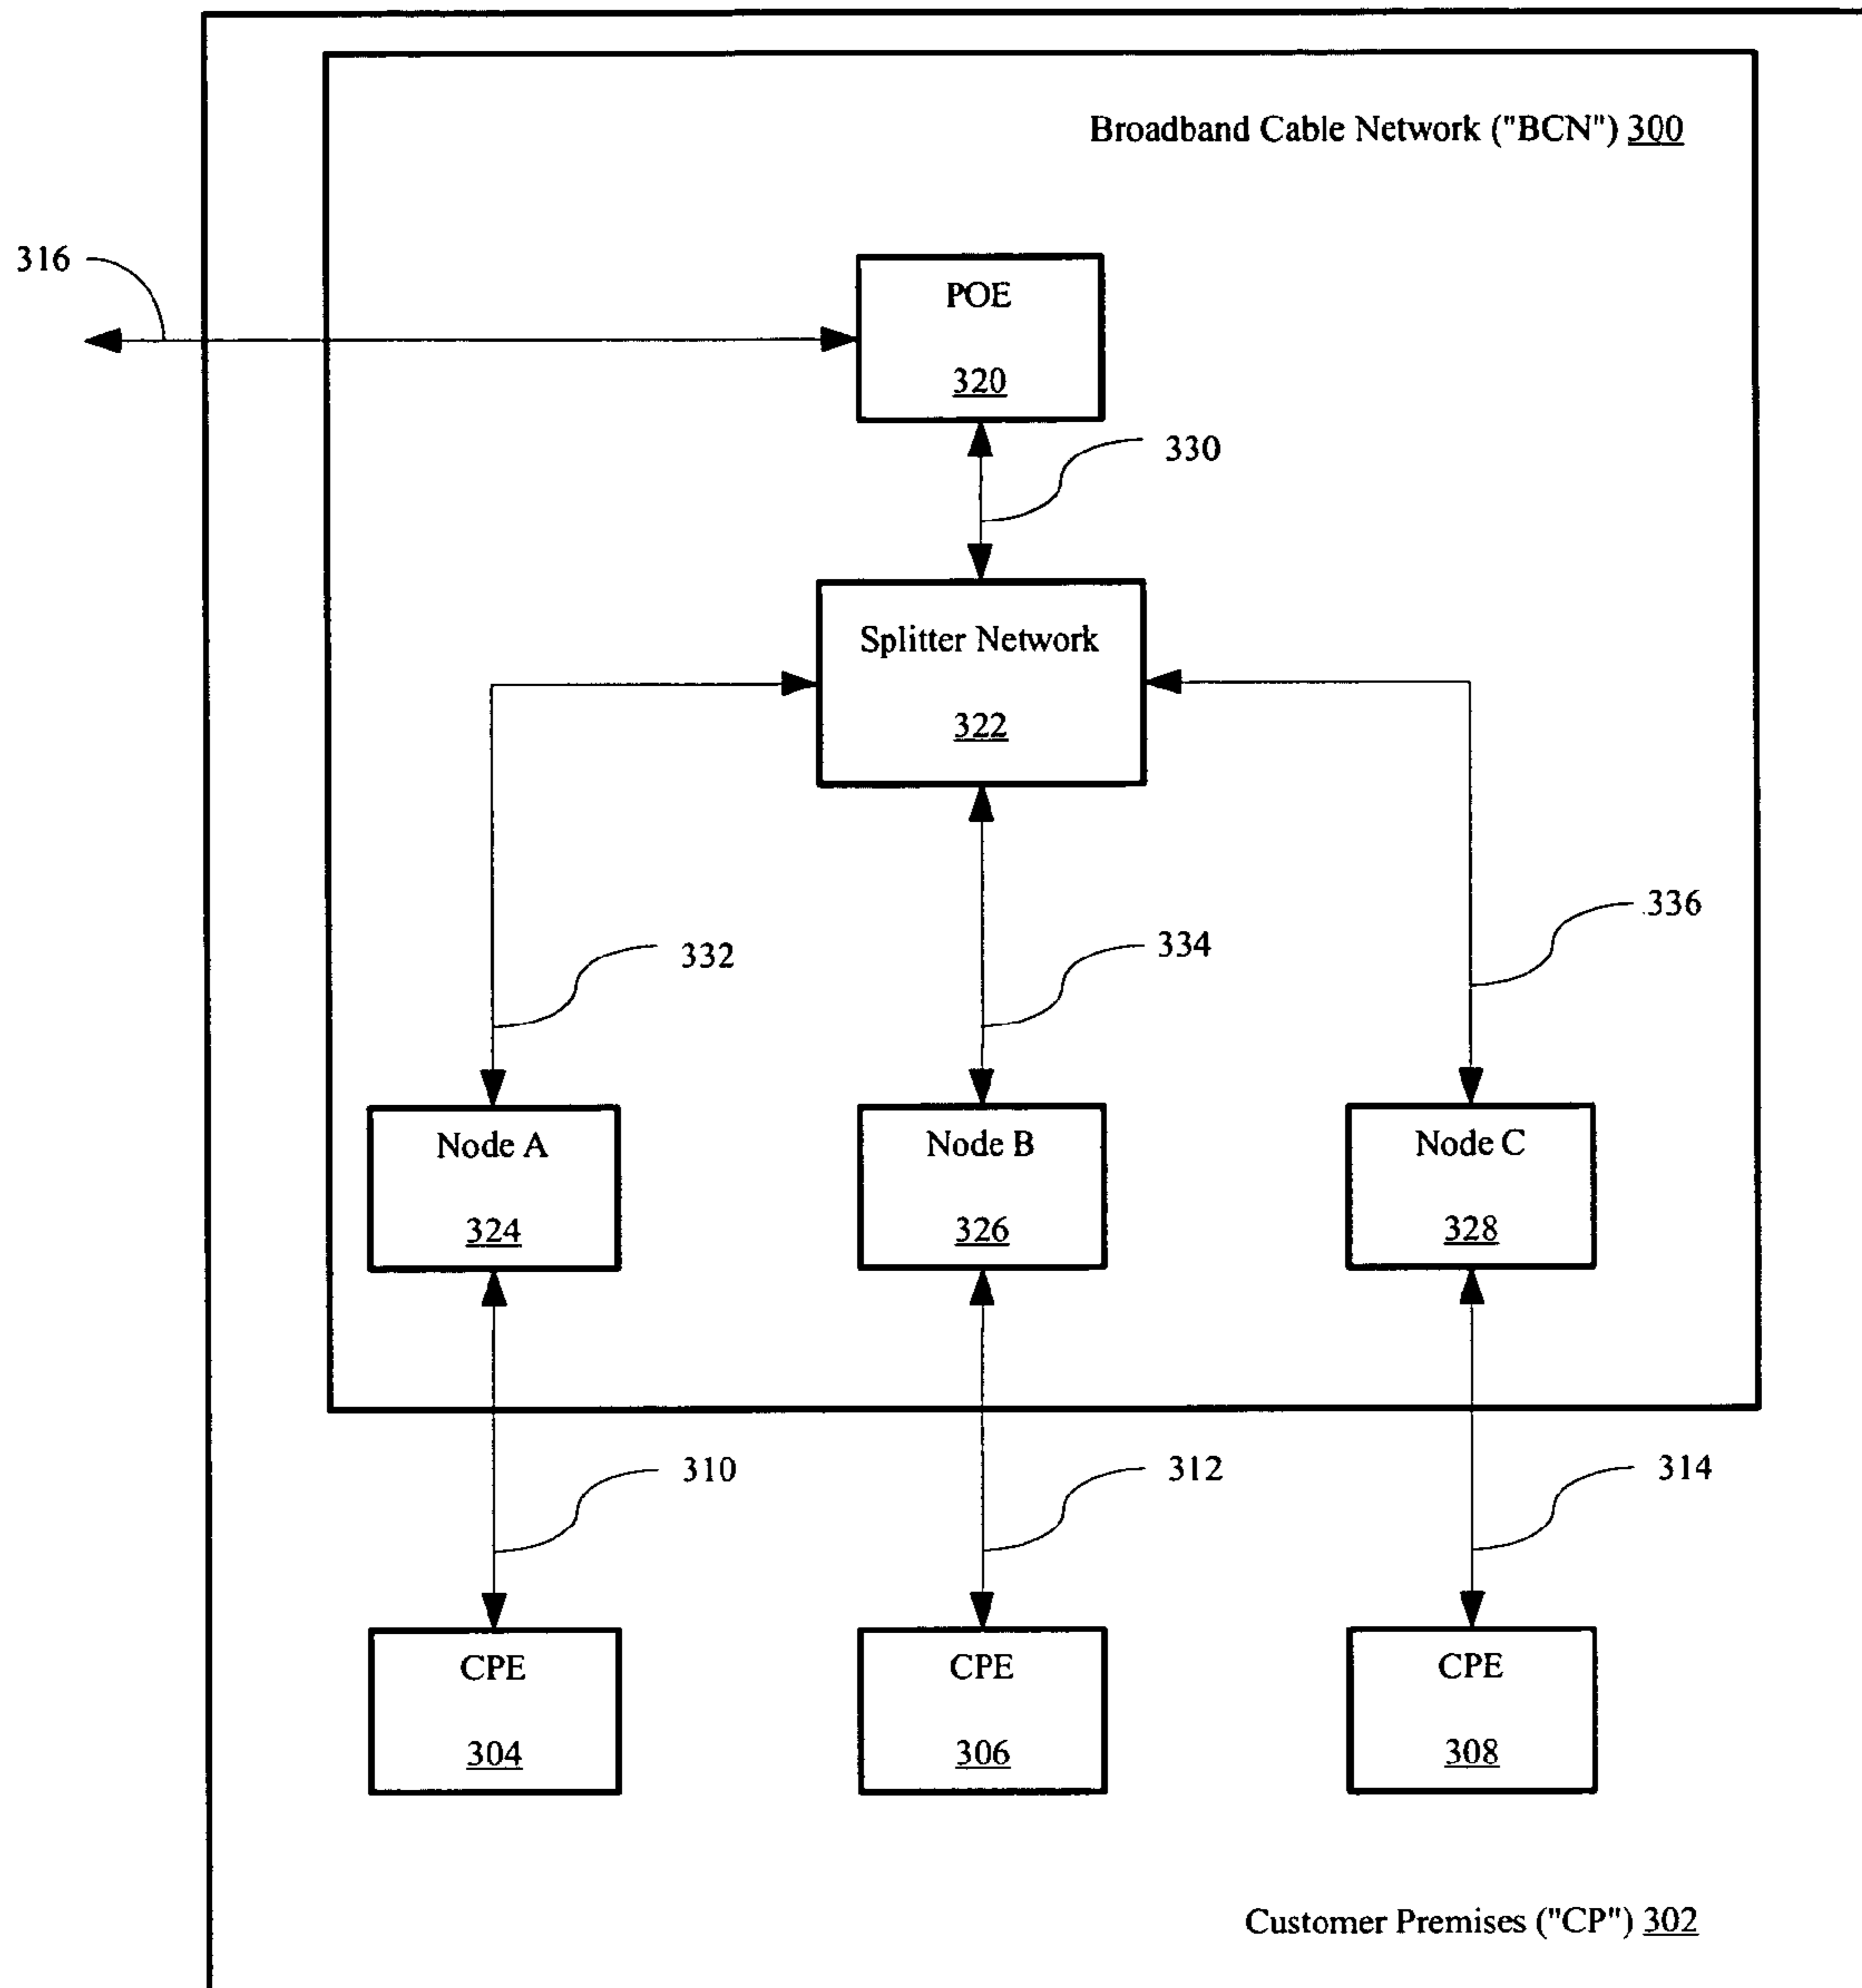 Broadband Cable Network ("BCN") 300
316
POE
320
330
Splitter Network
322
336
332
334
Node A
324
Node B
326
Node C
328
310
312
314
CPE
304
CPE
306
CPE
308
Customer Premises ("CP") 302